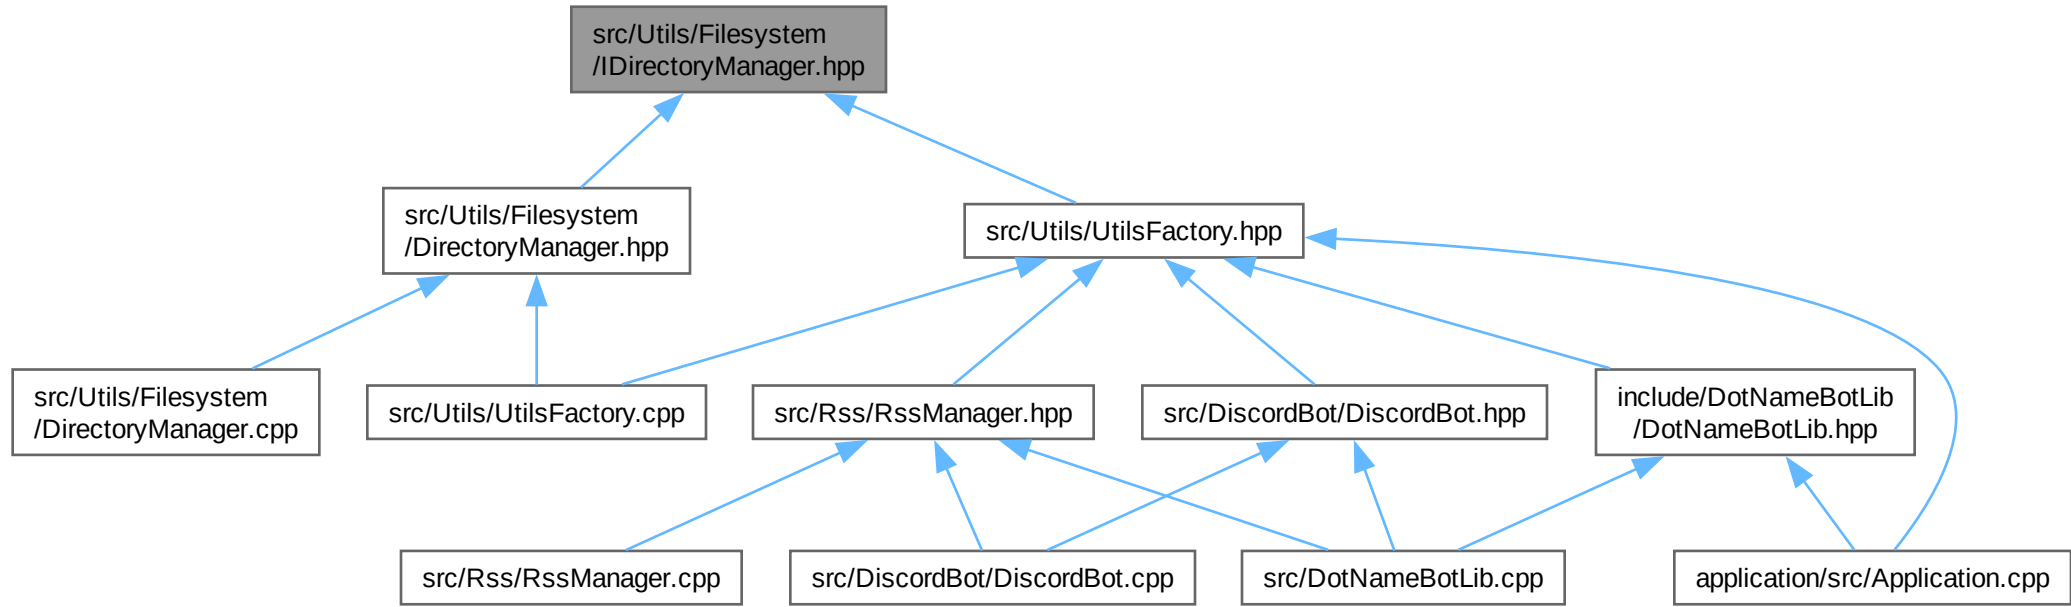 src/Utils/Filesystem
/IDirectoryManager.hpp
src/Utils/Filesystem
/DirectoryManager.hpp
src/Utils/UtilsFactory.hpp
src/Utils/Filesystem
/DirectoryManager.cpp
src/Utils/UtilsFactory.cpp
src/Rss/RssManager.hpp
src/DiscordBot/DiscordBot.hpp
include/DotNameBotLib
/DotNameBotLib.hpp
src/Rss/RssManager.cpp
src/DiscordBot/DiscordBot.cpp
src/DotNameBotLib.cpp
application/src/Application.cpp